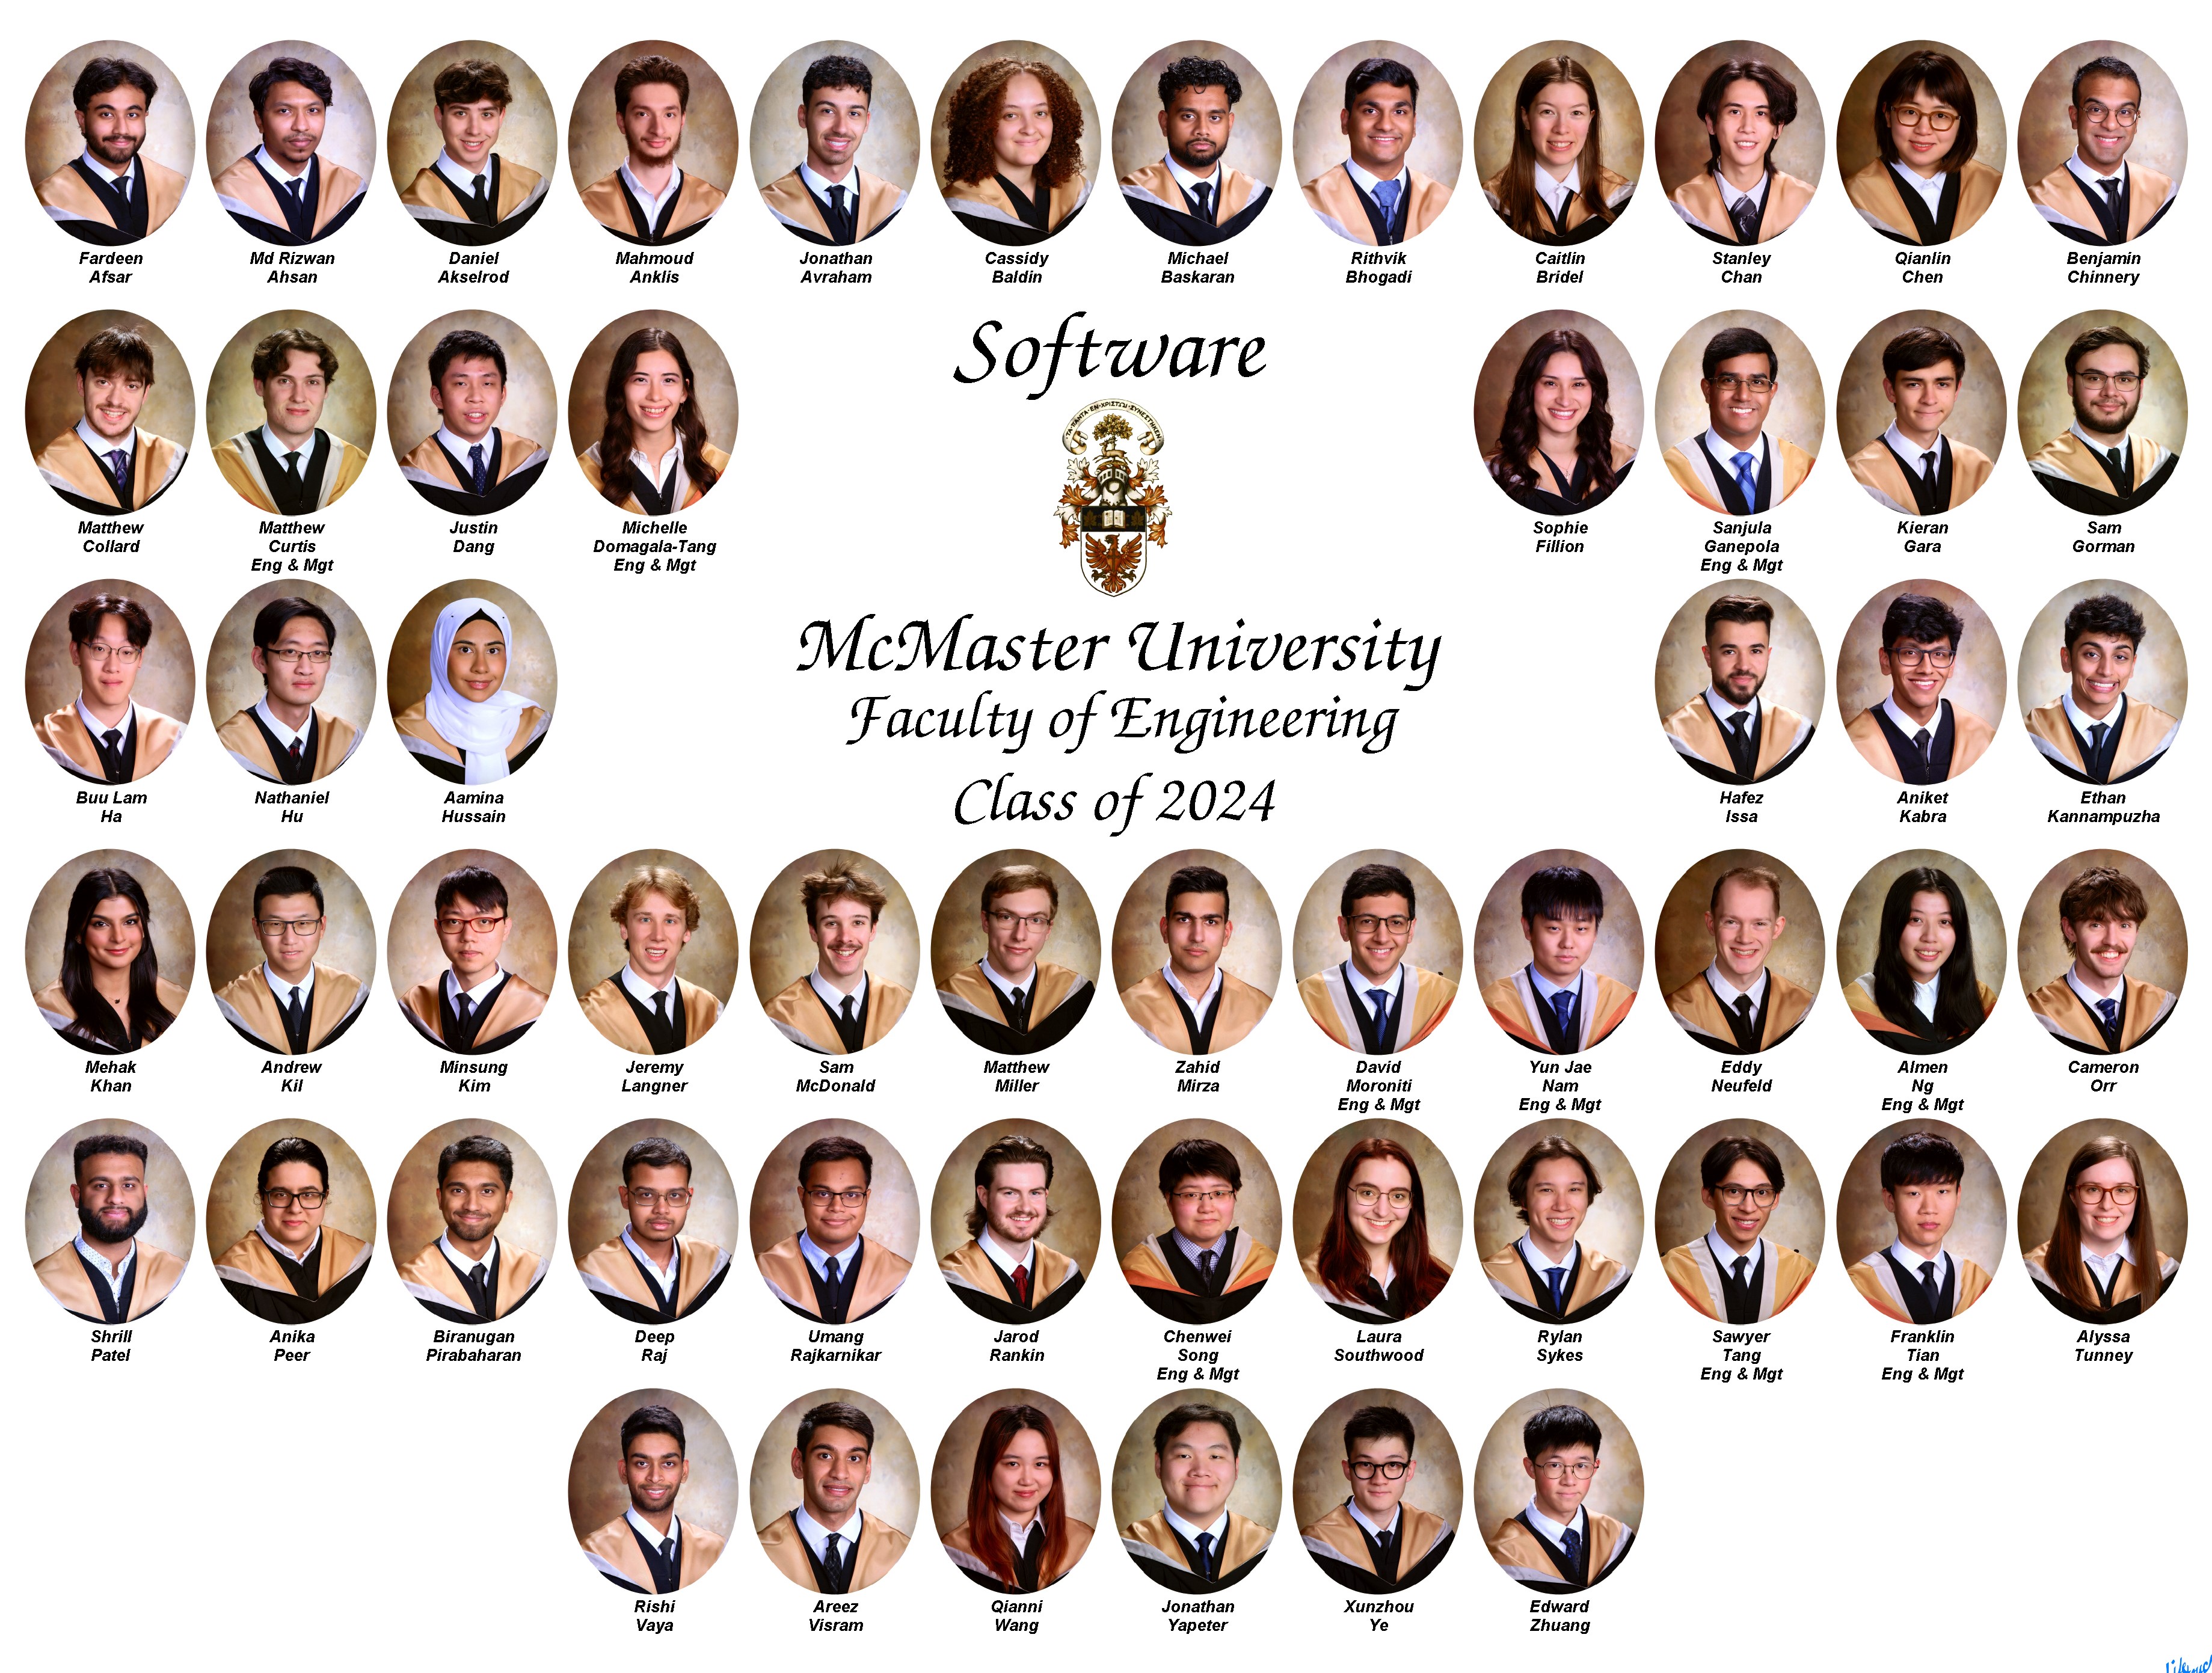 Fardeen
Afsar
Md Rizwan
Ahsan
Daniel
Akselrod
Mahmoud
Anklis
Jonathan
Avraham
Cassidy
Baldin
Michael
Baskaran
Rithvik
Bhogadi
Caitlin
Bridel
Stanley
Chan
Qianlin
Chen
Benjamin
Chinnery
Software
ΤΑ·ΠΑΝΤΑ·ΕΝ·ΧΡΙΣΤΩΙ·ΣΥΝΕΣΤΗΚΕΝ
Matthew
Collard
Matthew
Curtis
Eng & Mgt
Justin
Dang
Michelle
Domagala-Tang
Eng & Mgt
Sophie
Fillion
Sanjula
Ganepola
Eng & Mgt
Kieran
Gara
Sam
Gorman
McMaster University
Faculty of Engineering
Class of 2024
Buu Lam
Ha
Nathaniel
Hu
Aamina
Hussain
Hafez
Issa
Aniket
Kabra
Ethan
Kannampuzha
Mehak
Khan
Andrew
Kil
Minsung
Kim
Jeremy
Langner
Sam
McDonald
Matthew
Miller
Zahid
Mirza
David
Moroniti
Eng & Mgt
Yun Jae
Nam
Eng & Mgt
Eddy
Neufeld
Almen
Ng
Eng & Mgt
Cameron
Orr
Shrill
Patel
Anika
Peer
Biranugan
Pirabaharan
Deep
Raj
Umang
Rajkarnikar
Jarod
Rankin
Chenwei
Song
Eng & Mgt
Laura
Southwood
Rylan
Sykes
Sawyer
Tang
Eng & Mgt
Franklin
Tian
Eng & Mgt
Alyssa
Tunney
Rishi
Vaya
Areez
Visram
Qianni
Wang
Jonathan
Yapeter
Xunzhou
Ye
Edward
Zhuang